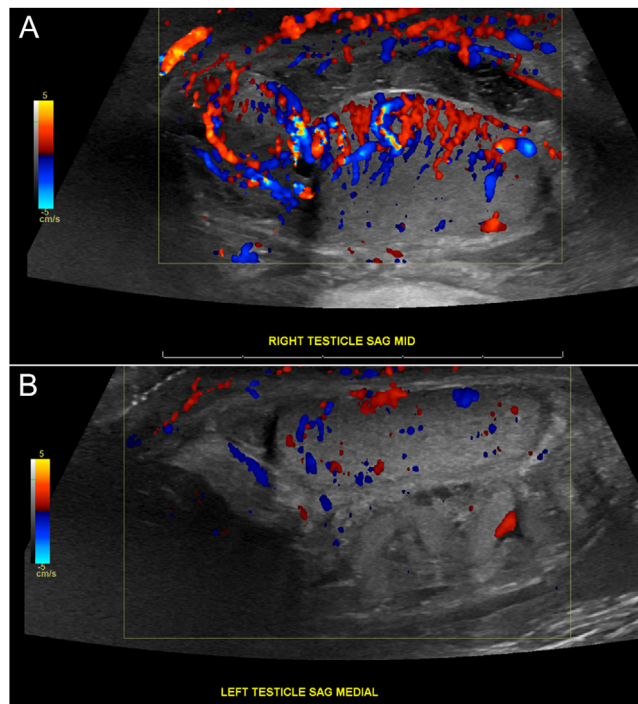 A
5
-5
cm/s
RIGHT TESTICLE SAG MID
B
5
-5
cm/s
LEFT TESTICLE SAG MEDIAL